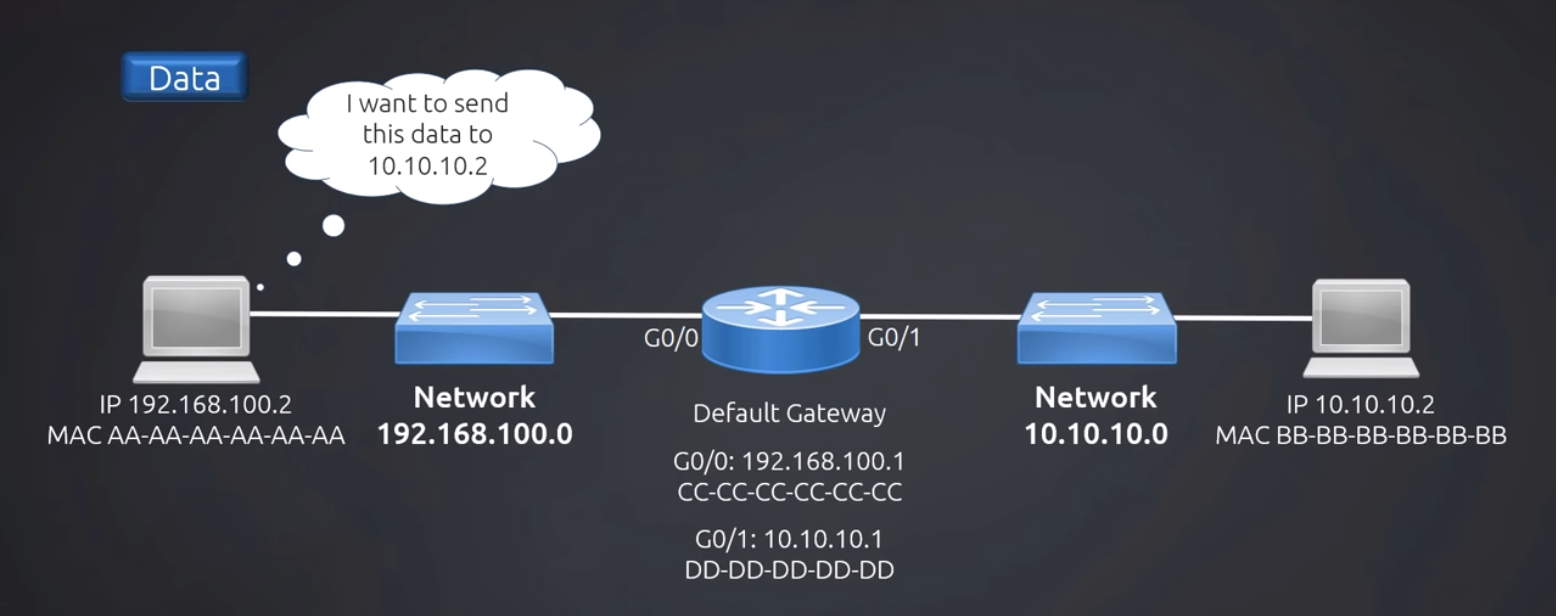 Data
I want to send
this data to
10.10.10.2
G0/0
G0/1
IP 192.168.100.2
MAC AA-AA-AA-AA-AA-AA
Network
192.168.100.0
Default Gateway
G0/0: 192.168.100.1
CC-CC-CC-CC-CC-CC
G0/1: 10.10.10.1
DD-DD-DD-DD-DD
Network
10.10.10.0
IP 10.10.10.2
MAC BB-BB-BB-BB-BB-BB